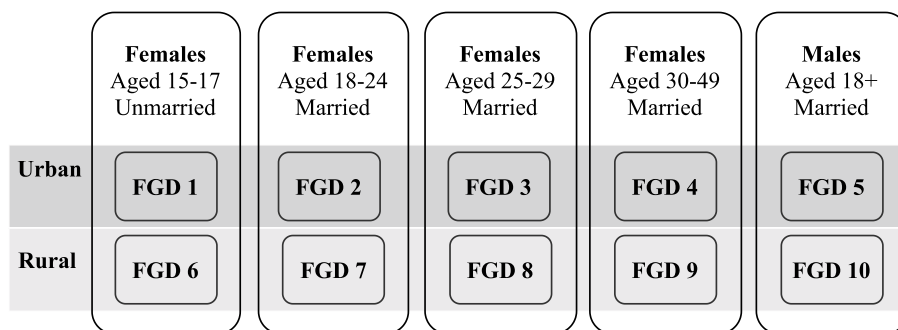 Females
Aged 15-17
Unmarried
Females
Aged 18-24
Married
Females
Aged 25-29
Married
Females
Aged 30-49
Married
Males
Aged 18+
Married
Urban
FGD 1
FGD 2
FGD 3
FGD 4
FGD 5
Rural
FGD 6
FGD 7
FGD 8
FGD 9
FGD 10